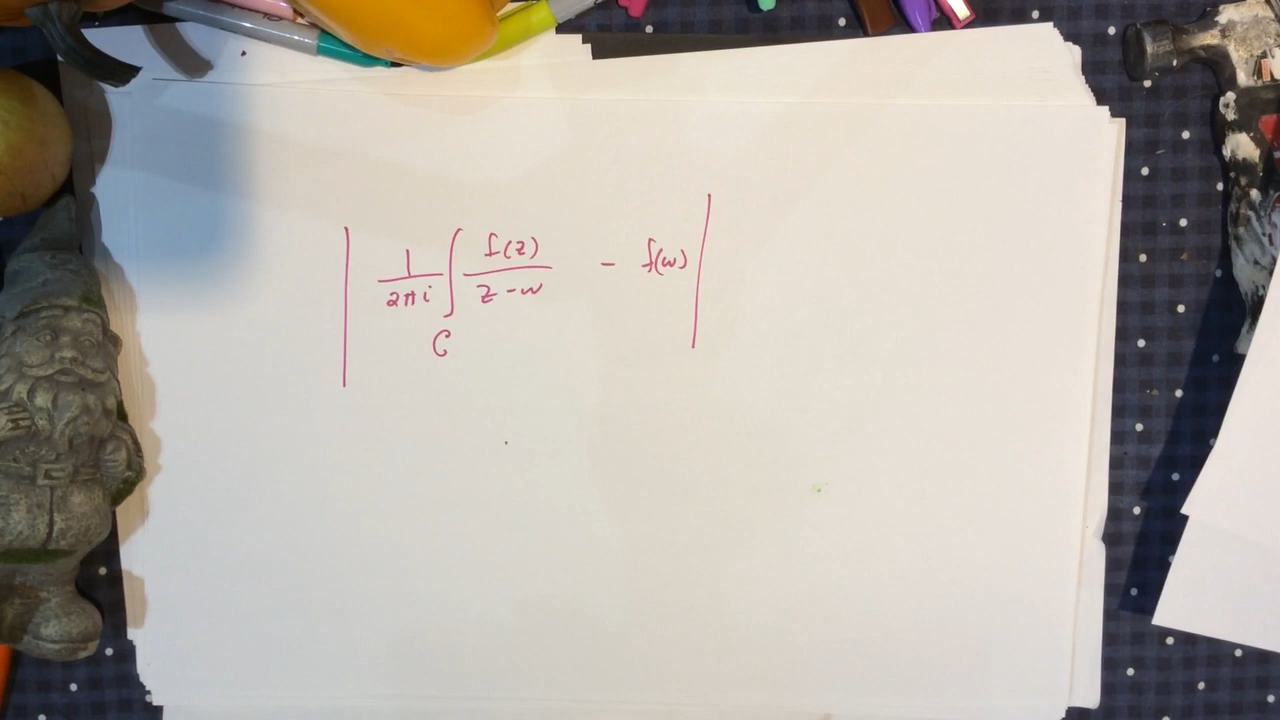 | 1/2πi ∫_C f(z)/z-w - f(w) |